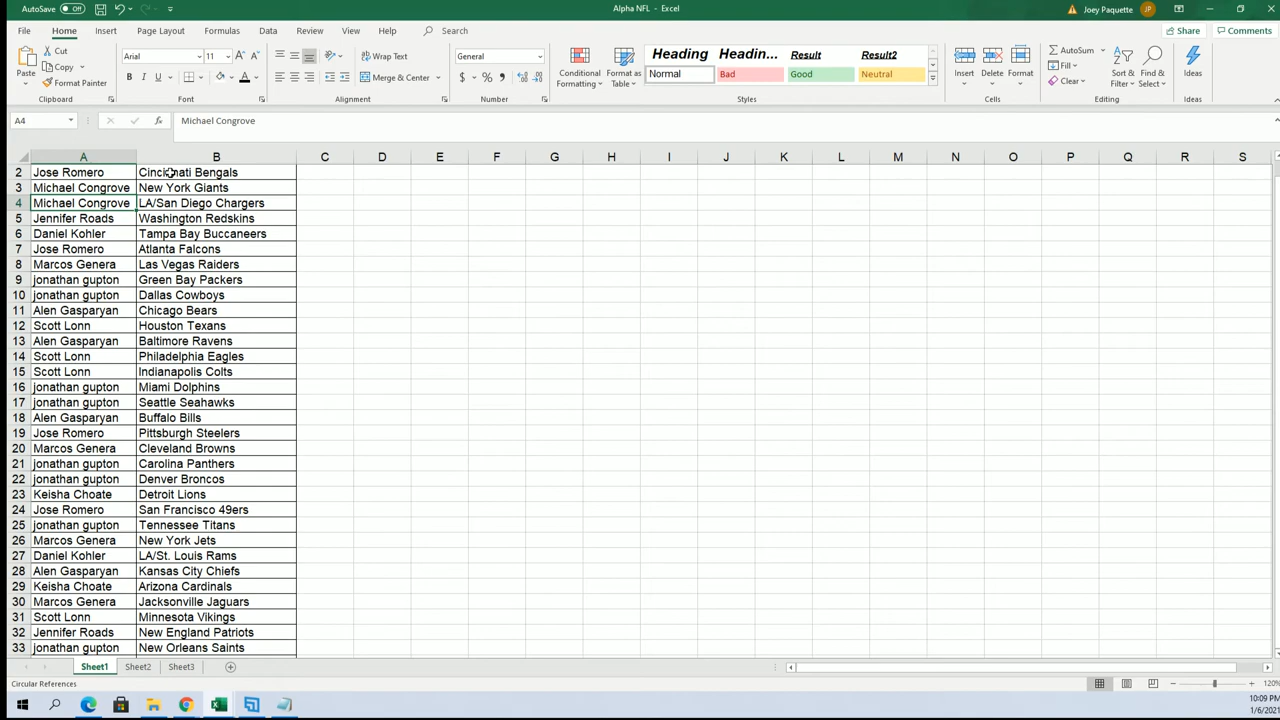 AutoSave Off Alpha NFL - Excel Joey Paquette JP
File Home Insert Page Layout Formulas Data Review View Help Search Share Comments
Paste Cut Copy Format Painter Clipboard
Arial 11 Font
Wrap Text Merge & Center Alignment
General Number
Conditional Formatting Format as Table
Heading Headin... Result Result2
Normal Bad Good Neutral
Styles
Insert Delete Format Cells
AutoSum Fill Clear Sort & Filter Find & Select Editing
Ideas Ideas
A4 fx Michael Congrove
A B C D E F G H I J K L M N O P Q R S
2 Jose Romero Cincinnati Bengals
3 Michael Congrove New York Giants
4 Michael Congrove LA/San Diego Chargers
5 Jennifer Roads Washington Redskins
6 Daniel Kohler Tampa Bay Buccaneers
7 Jose Romero Atlanta Falcons
8 Marcos Genera Las Vegas Raiders
9 jonathan gupton Green Bay Packers
10 jonathan gupton Dallas Cowboys
11 Alen Gasparyan Chicago Bears
12 Scott Lonn Houston Texans
13 Alen Gasparyan Baltimore Ravens
14 Scott Lonn Philadelphia Eagles
15 Scott Lonn Indianapolis Colts
16 jonathan gupton Miami Dolphins
17 jonathan gupton Seattle Seahawks
18 Alen Gasparyan Buffalo Bills
19 Jose Romero Pittsburgh Steelers
20 Marcos Genera Cleveland Browns
21 jonathan gupton Carolina Panthers
22 jonathan gupton Denver Broncos
23 Keisha Choate Detroit Lions
24 Jose Romero San Francisco 49ers
25 jonathan gupton Tennessee Titans
26 Marcos Genera New York Jets
27 Daniel Kohler LA/St. Louis Rams
28 Alen Gasparyan Kansas City Chiefs
29 Keisha Choate Arizona Cardinals
30 Marcos Genera Jacksonville Jaguars
31 Scott Lonn Minnesota Vikings
32 Jennifer Roads New England Patriots
33 jonathan gupton New Orleans Saints
Sheet1 Sheet2 Sheet3
Circular References 120%
10:09 PM
1/6/2021